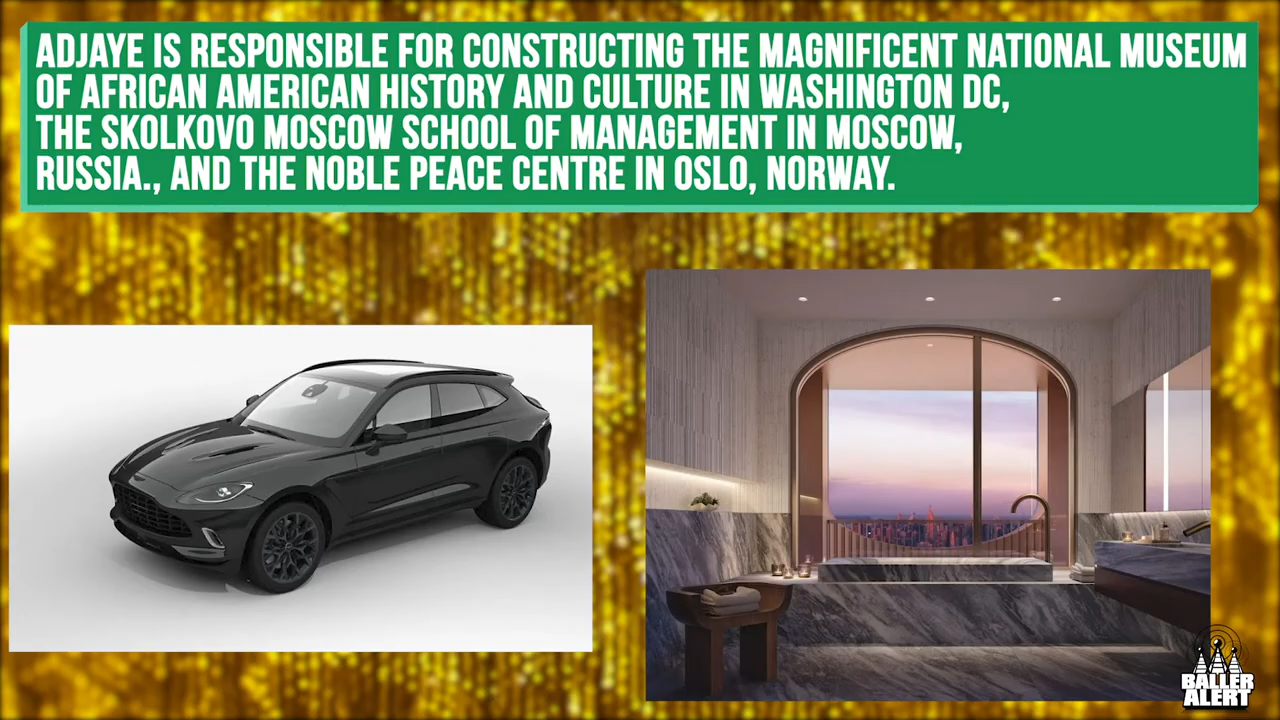 ADJAYE IS RESPONSIBLE FOR CONSTRUCTING THE MAGNIFICENT NATIONAL MUSEUM
OF AFRICAN AMERICAN HISTORY AND CULTURE IN WASHINGTON DC,
THE SKOLKOVO MOSCOW SCHOOL OF MANAGEMENT IN MOSCOW,
RUSSIA., AND THE NOBLE PEACE CENTRE IN OSLO, NORWAY.
BALLER
ALERT